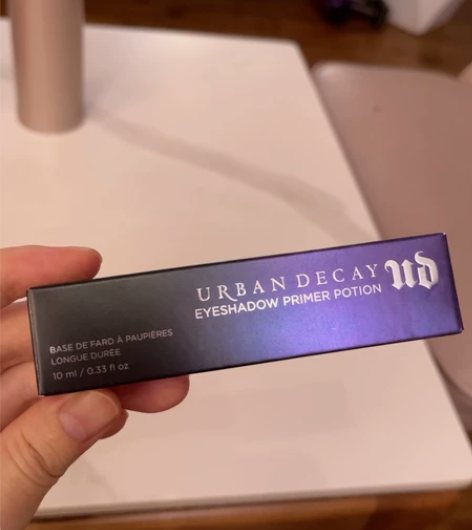 URBAN DECAY
EYESHADOW PRIMER POTION
UD
BASE DE FARD À PAUPIÈRES
LONGUE DURÉE
10 ml / 0.33 fl oz